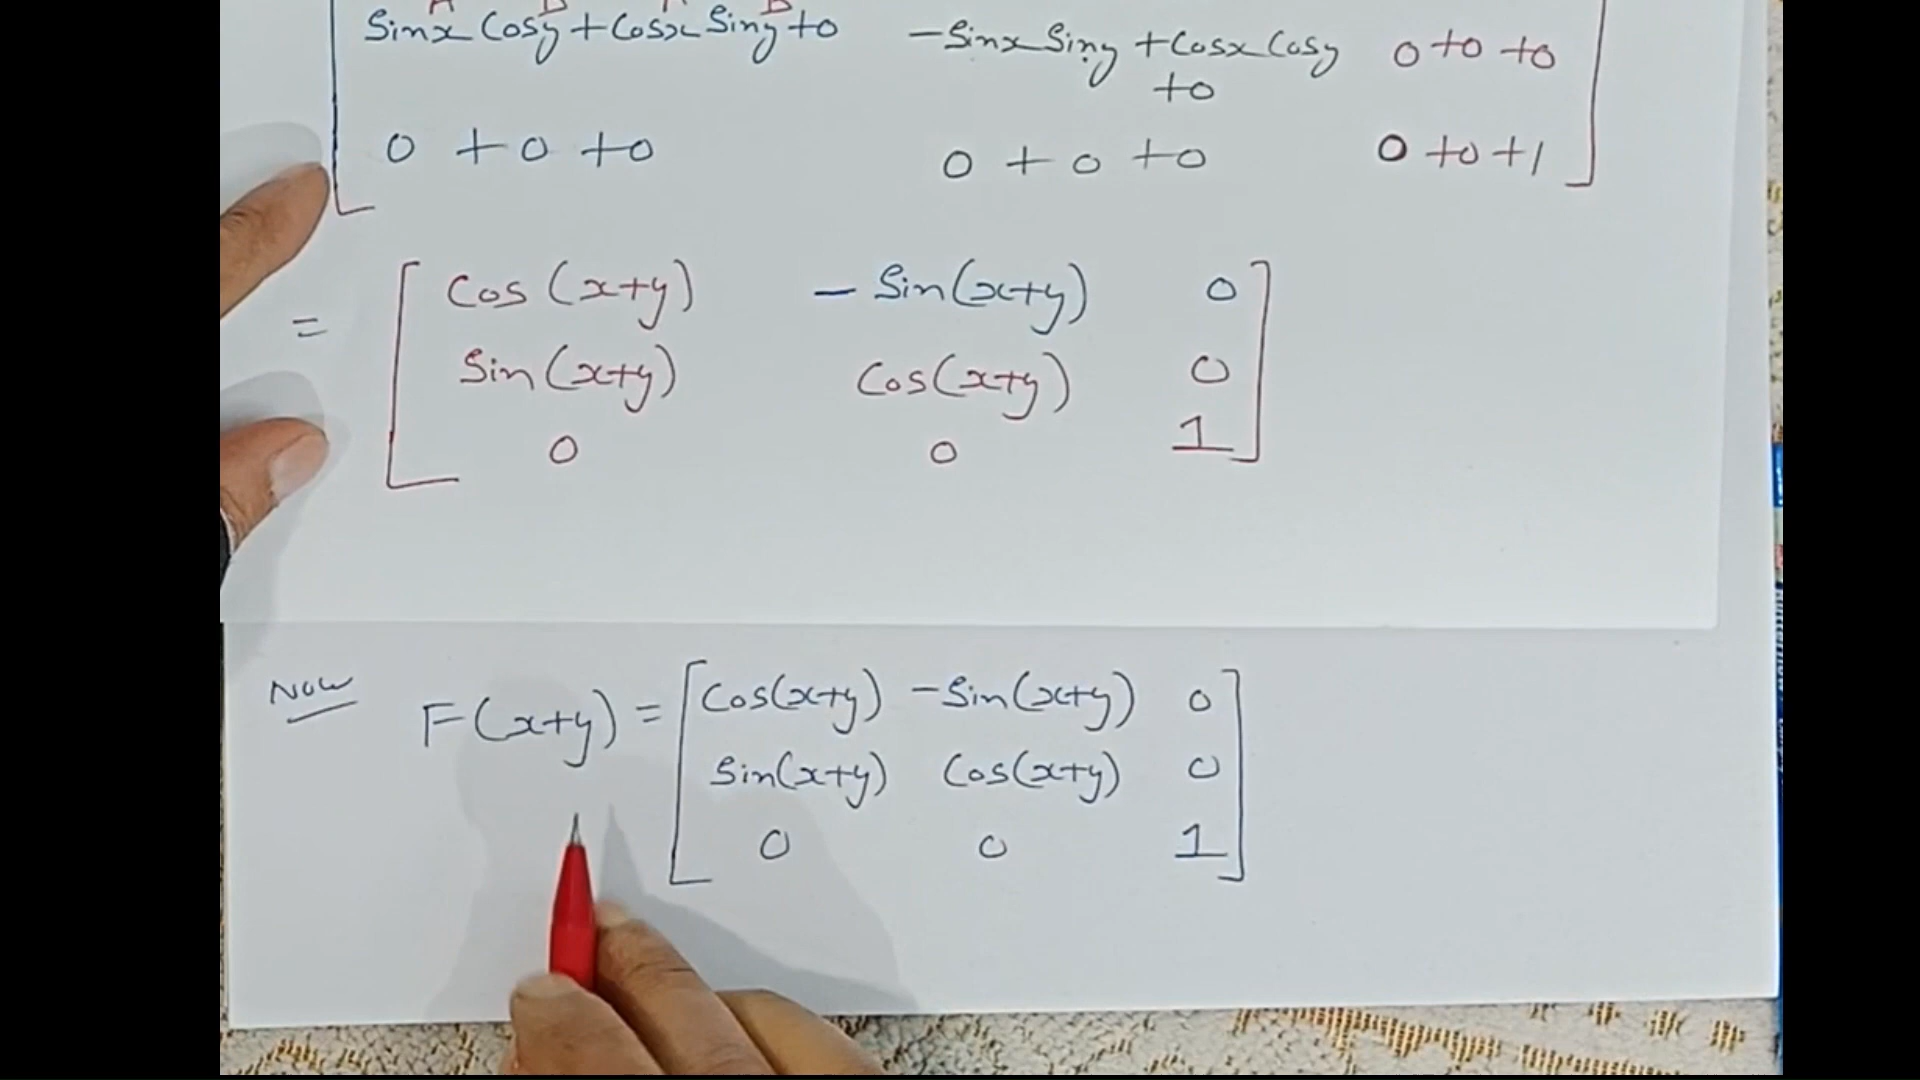 Sinx Cosy + Cosx Siny + 0   -Sinx Siny + Cosx Cosy   0 + 0 + 0
+ 0
0 + 0 + 0   0 + 0 + 0   0 + 0 + 1
Cos (x+y)   - Sin(x+y)   0
=
Sin (x+y)   Cos(x+y)   0
0   0   1
Now F(x+y) = Cos(x+y)   -Sin(x+y)   0
Sin(x+y)   Cos(x+y)   0
0   0   1